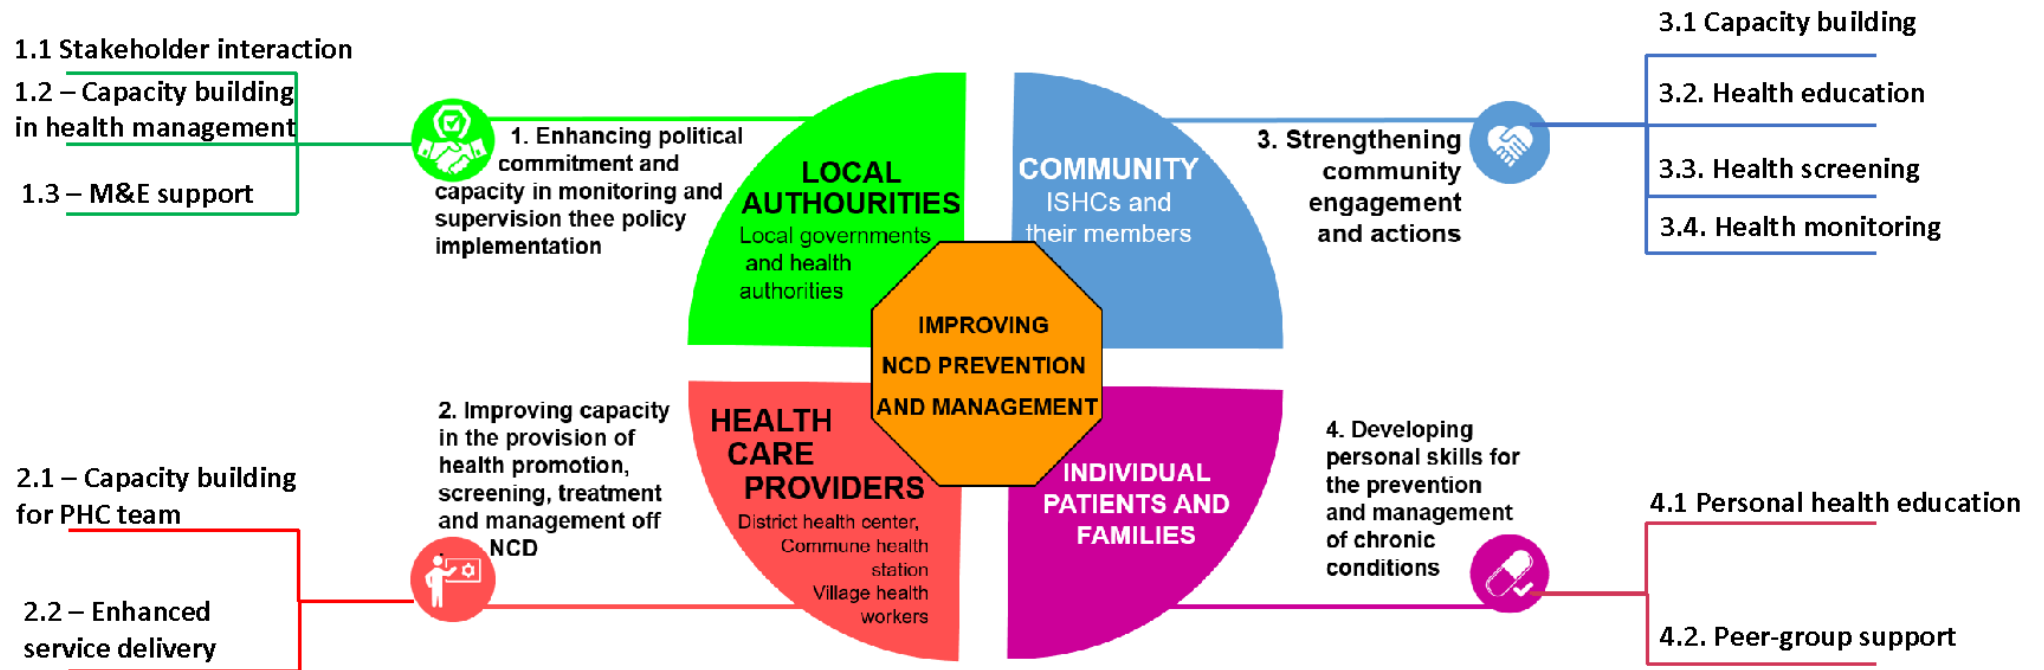 1.1 Stakeholder interaction
1.2 – Capacity building
in health management
1.3 – M&E support
1. Enhancing political
commitment and
capacity in monitoring and
supervision thee policy
implementation
LOCAL
AUTHOURITIES
Local governments
and health
authorities
COMMUNITY
ISHCs and
their members
3. Strengthening
community
engagement
and actions
3.1 Capacity building
3.2. Health education
3.3. Health screening
3.4. Health monitoring
IMPROVING
NCD PREVENTION
AND MANAGEMENT
2.1 – Capacity building
for PHC team
2.2 – Enhanced
service delivery
2. Improving capacity
in the provision of
health promotion,
screening, treatment
and management off
. NCD
HEALTH
CARE
PROVIDERS
District health center,
Commune health
station
Village health
workers
INDIVIDUAL
PATIENTS AND
FAMILIES
4. Developing
personal skills for
the prevention
and management
of chronic
conditions
4.1 Personal health education
4.2. Peer-group support